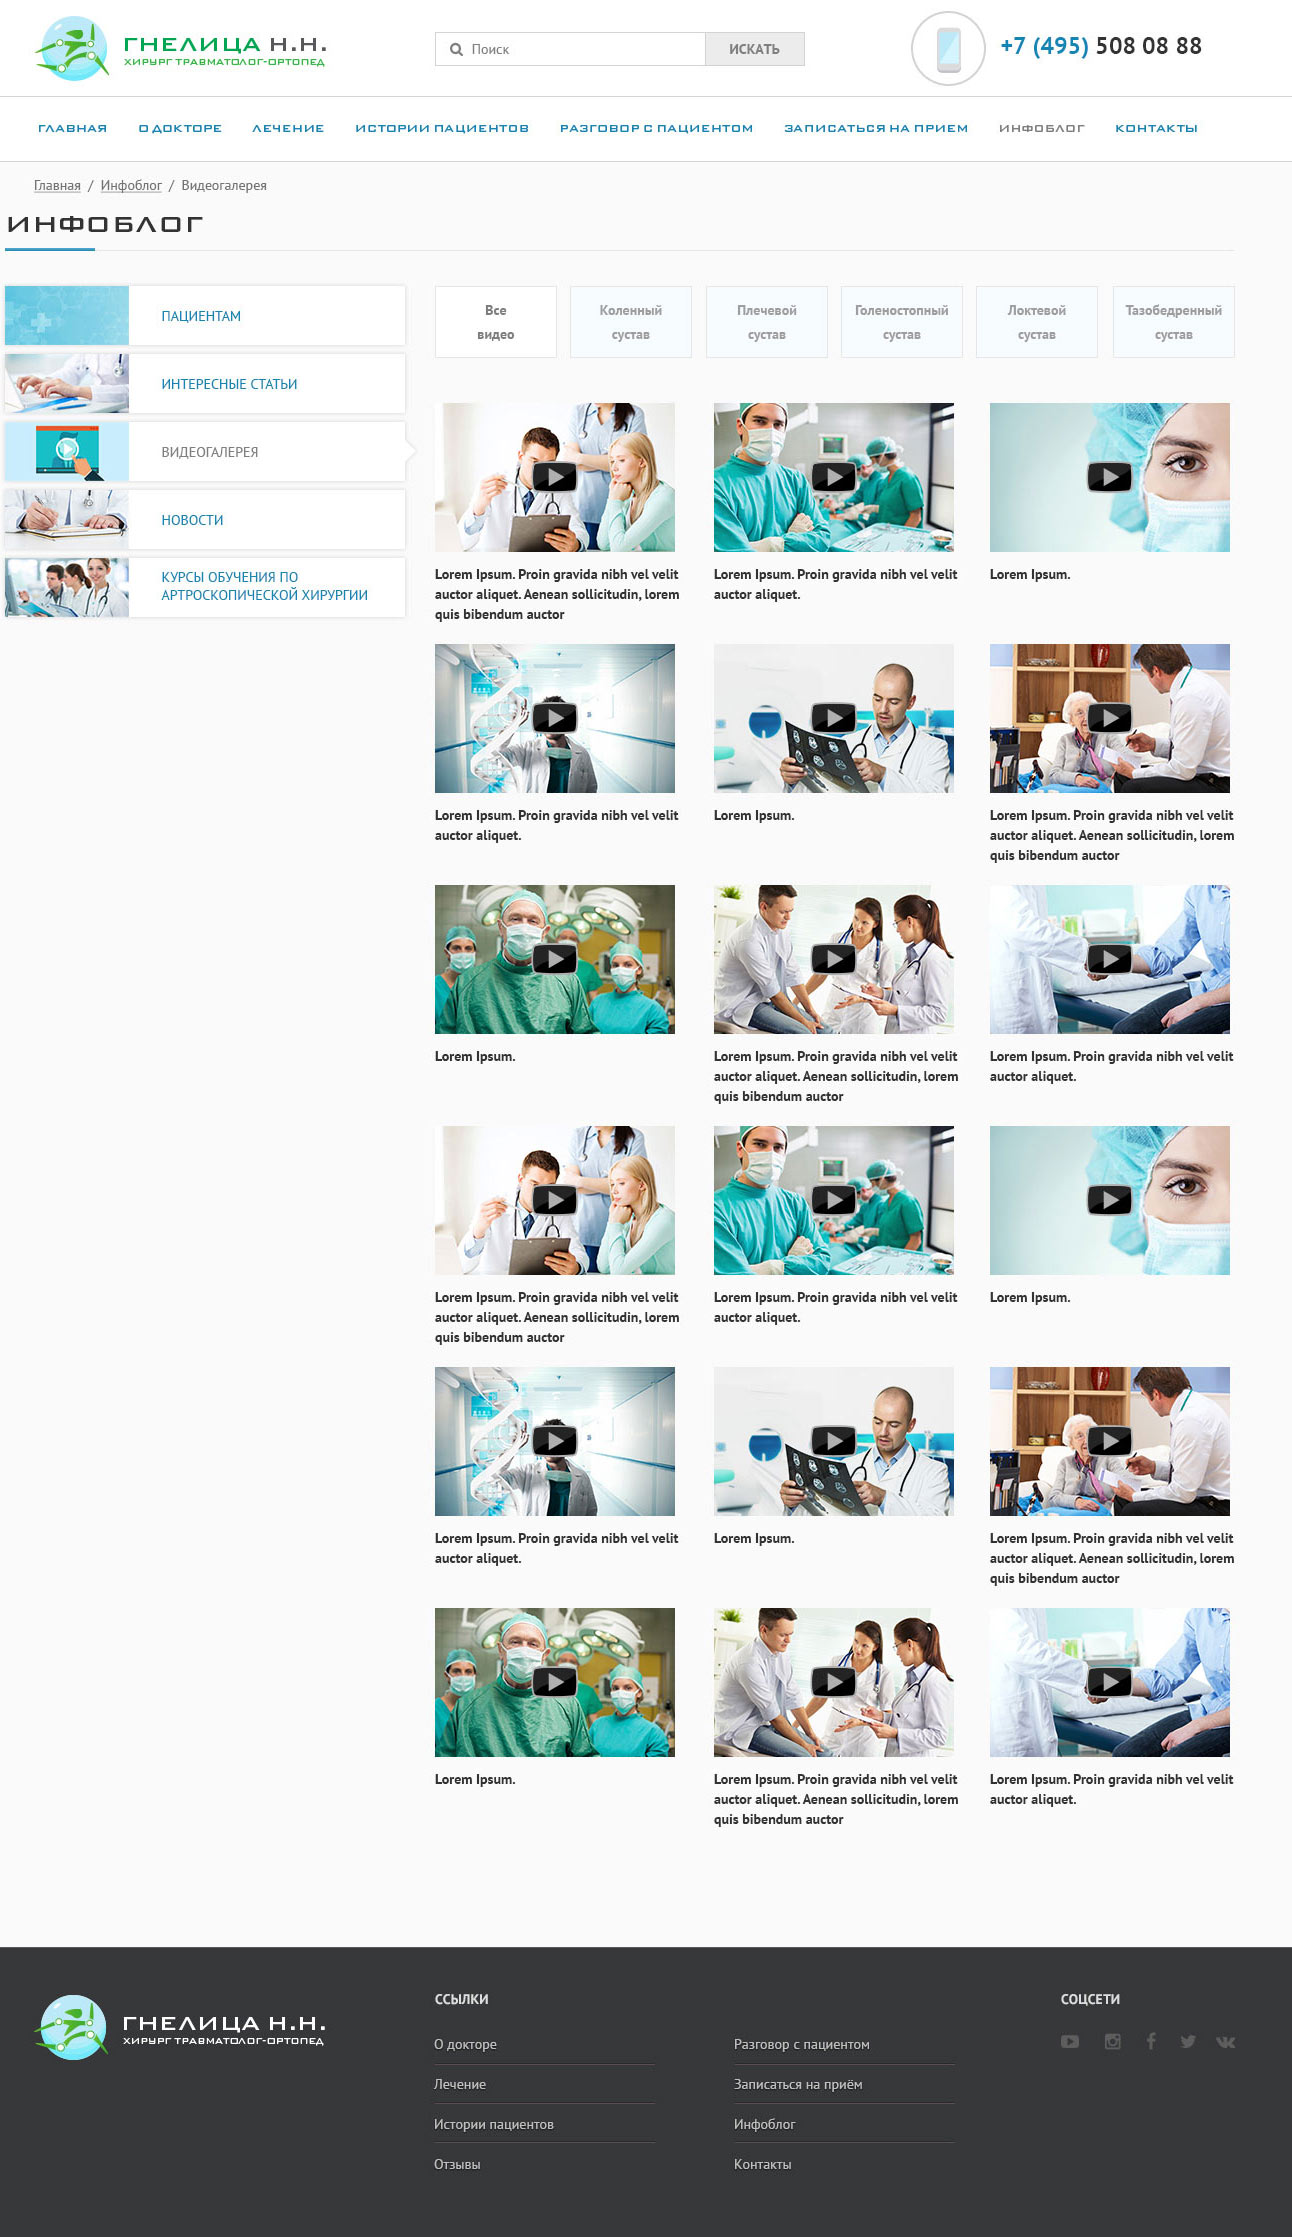 ГНЕЛИЦА Н.Н.
ХИРУРГ ТРАВМАТОЛОГ-ОРТОПЕД
Поиск
ИСКАТЬ
+7 (495) 508 08 88
ГЛАВНАЯ О ДОКТОРЕ ЛЕЧЕНИЕ ИСТОРИИ ПАЦИЕНТОВ РАЗГОВОР С ПАЦИЕНТОМ ЗАПИСАТЬСЯ НА ПРИЕМ ИНФОБЛОГ КОНТАКТЫ
Главная / Инфоблог / Видеогалерея
ИНФОБЛОГ
ПАЦИЕНТАМ
ИНТЕРЕСНЫЕ СТАТЬИ
ВИДЕОГАЛЕРЕЯ
НОВОСТИ
КУРСЫ ОБУЧЕНИЯ ПО
АРТРОСКОПИЧЕСКОЙ ХИРУРГИИ
Все
видео
Коленный
сустав
Плечевой
сустав
Голеностопный
сустав
Локтевой
сустав
Тазобедренный
сустав
Lorem Ipsum. Proin gravida nibh vel velit
auctor aliquet. Aenean sollicitudin, lorem
quis bibendum auctor
Lorem Ipsum. Proin gravida nibh vel velit
auctor aliquet.
Lorem Ipsum.
Lorem Ipsum. Proin gravida nibh vel velit
auctor aliquet.
Lorem Ipsum.
Lorem Ipsum. Proin gravida nibh vel velit
auctor aliquet. Aenean sollicitudin, lorem
quis bibendum auctor
Lorem Ipsum.
Lorem Ipsum. Proin gravida nibh vel velit
auctor aliquet. Aenean sollicitudin, lorem
quis bibendum auctor
Lorem Ipsum. Proin gravida nibh vel velit
auctor aliquet.
Lorem Ipsum. Proin gravida nibh vel velit
auctor aliquet. Aenean sollicitudin, lorem
quis bibendum auctor
Lorem Ipsum. Proin gravida nibh vel velit
auctor aliquet.
Lorem Ipsum.
Lorem Ipsum. Proin gravida nibh vel velit
auctor aliquet.
Lorem Ipsum.
Lorem Ipsum. Proin gravida nibh vel velit
auctor aliquet. Aenean sollicitudin, lorem
quis bibendum auctor
Lorem Ipsum.
Lorem Ipsum. Proin gravida nibh vel velit
auctor aliquet. Aenean sollicitudin, lorem
quis bibendum auctor
Lorem Ipsum. Proin gravida nibh vel velit
auctor aliquet.
ГНЕЛИЦА Н.Н.
ХИРУРГ ТРАВМАТОЛОГ-ОРТОПЕД
ССЫЛКИ
О докторе
Лечение
Истории пациентов
Отзывы
Разговор с пациентом
Записаться на приём
Инфоблог
Контакты
СОЦСЕТИ